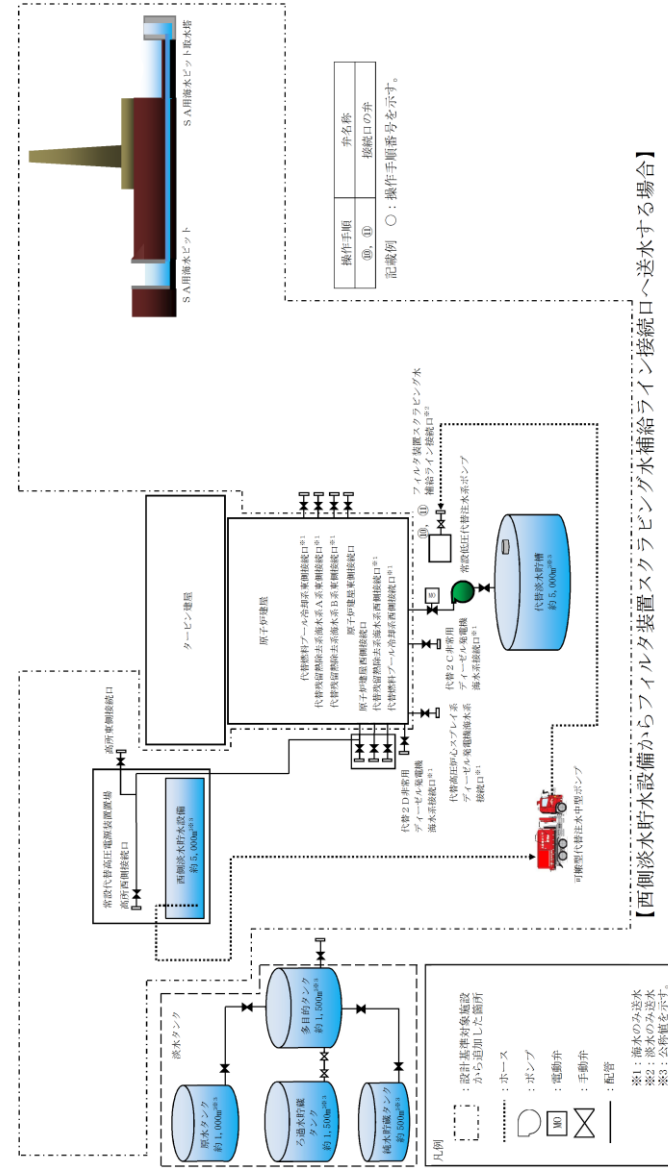 淡水タンク
原水タンク
約1,000m³※3
ろ過水貯蔵
タンク
約1,500m³※3
純水貯蔵タンク
約500m³※3
多目的タンク
約1,500m³※3
常設代替高圧電源装置置場
高所西側接続口
高所東側接続口
西側淡水貯水設備
約5,000m³※3
タービン建屋
原子炉建屋
代替燃料プール冷却系東側接続口※1
代替残留熱除去系海水系A系東側接続口※1
代替残留熱除去系海水系B系東側接続口※1
原子炉建屋東側接続口
原子炉建屋西側接続口
代替残留熱除去系海水系西側接続口※1
代替燃料プール冷却系西側接続口※1
代替2D非常用
ディーゼル発電機
海水系接続口※1
代替高圧炉心スプレイ系
ディーゼル発電機海水系
接続口※1
代替2C非常用
ディーゼル発電機
海水系接続口※1
MO
常設低圧代替注水系ポンプ
代替淡水貯槽
約5,000m³※3
⑩,⑪
フィルタ装置スクラビング水
補給ライン接続口※2
可搬型代替注水中型ポンプ
SA用海水ピット
SA用海水ピット取水塔
操作手順 弁名称
⑩,⑪ 接続口の弁
記載例 ○:操作手順番号を示す。
凡例
:設計基準対象施設
から追加した箇所
:ホース
:ポンプ
MO :電動弁
:手動弁
:配管
※1:海水のみ送水
※2:淡水のみ送水
※3:公称値を示す。
【西側淡水貯水設備からフィルタ装置スクラビング水補給ライン接続口へ送水する場合】